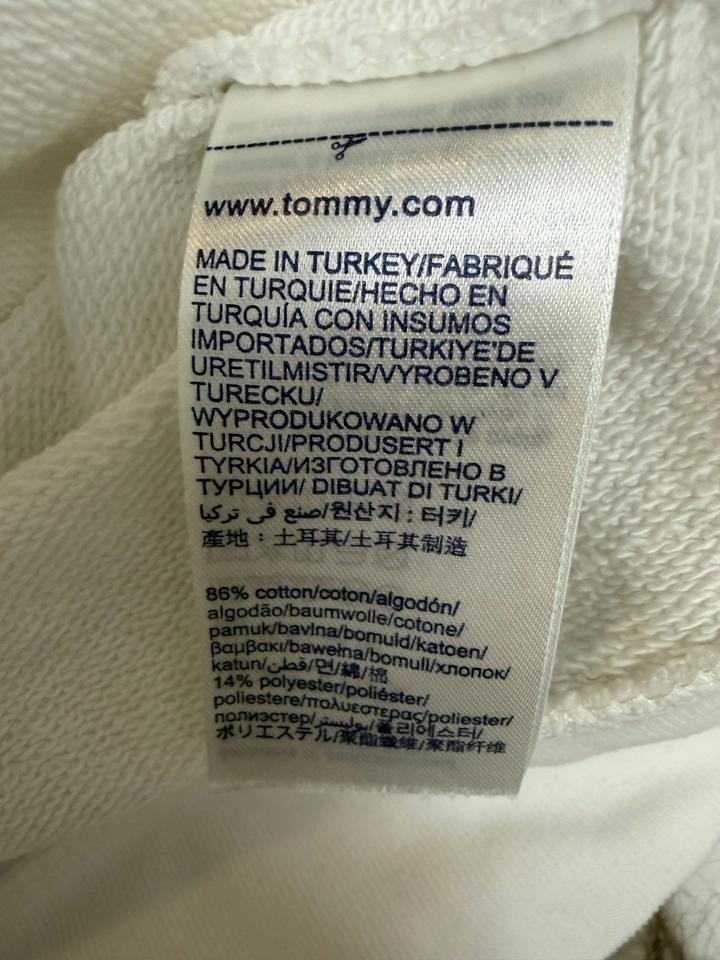 www.tommy.com
MADE IN TURKEY/FABRIQUÉ
EN TURQUIE/HECHO EN
TURQUÍA CON INSUMOS
IMPORTADOS/TURKIYE'DE
URETILMISTIR/VYROBENO V
TURECKU/
WYPRODUKOWANO W
TURCJI/PRODUSERT I
TYRKIA/ИЗГОТОВЛЕНО В
ТУРЦИИ/ DIBUAT DI TURKI/
صنع في تركيا/원산지 : 터키/
產地：土耳其/土耳其制造
86% cotton/coton/algodón/
algodão/baumwolle/cotone/
pamuk/bavlna/bomuld/katoen/
βαμβακι/bawełna/bomull/хлопок/
katun/قطن/면/綿/棉
14% polyester/poliéster/
poliestere/πολυεστερας/poliester/
полиэстер/بوليستر/폴리에스터/
ポリエステル/聚酯纖維/聚酯纤维